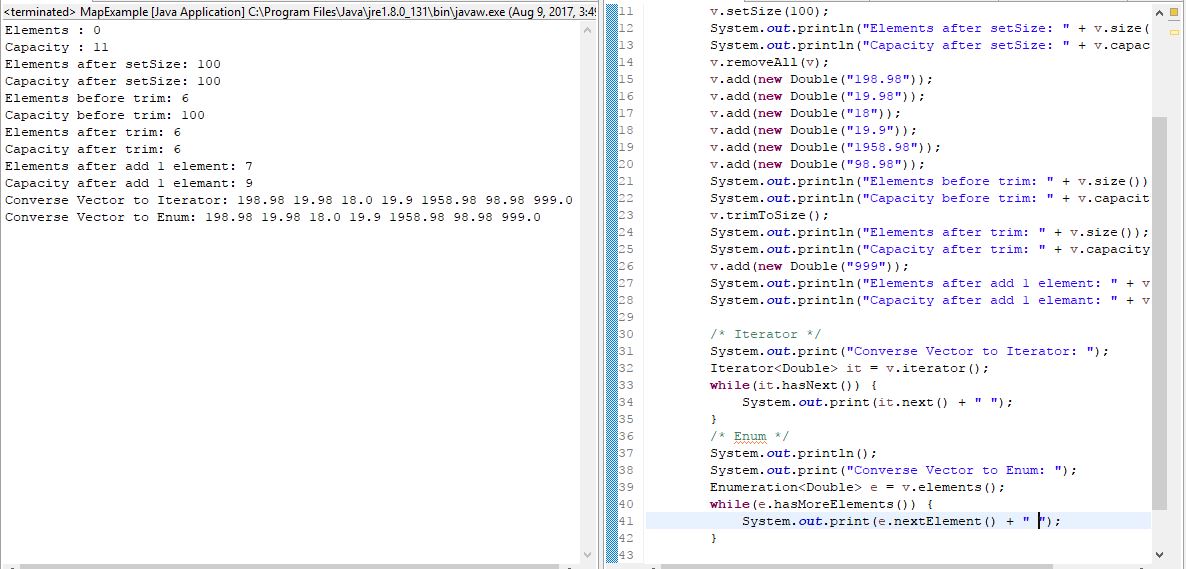 <terminated> MapExample [Java Application] C:\Program Files\Java\jre1.8.0_131\bin\javaw.exe (Aug 9, 2017, 3:49
Elements : 0
Capacity : 11
Elements after setSize: 100
Capacity after setSize: 100
Elements before trim: 6
Capacity before trim: 100
Elements after trim: 6
Capacity after trim: 6
Elements after add 1 element: 7
Capacity after add 1 elemant: 9
Converse Vector to Iterator: 198.98 19.98 18.0 19.9 1958.98 98.98 999.0
Converse Vector to Enum: 198.98 19.98 18.0 19.9 1958.98 98.98 999.0
11 v.setSize(100);
12 System.out.println("Elements after setSize: " + v.size(
13 System.out.println("Capacity after setSize: " + v.capac
14 v.removeAll(v);
15 v.add(new Double("198.98"));
16 v.add(new Double("19.98"));
17 v.add(new Double("18"));
18 v.add(new Double("19.9"));
19 v.add(new Double("1958.98"));
20 v.add(new Double("98.98"));
21 System.out.println("Elements before trim: " + v.size())
22 System.out.println("Capacity before trim: " + v.capacit
23 v.trimToSize();
24 System.out.println("Elements after trim: " + v.size());
25 System.out.println("Capacity after trim: " + v.capacity
26 v.add(new Double("999"));
27 System.out.println("Elements after add 1 element: " + v
28 System.out.println("Capacity after add 1 elemant: " + v
29
30 /* Iterator */
31 System.out.print("Converse Vector to Iterator: ");
32 Iterator<Double> it = v.iterator();
33 while(it.hasNext()) {
34 System.out.print(it.next() + " ");
35 }
36 /* Enum */
37 System.out.println();
38 System.out.print("Converse Vector to Enum: ");
39 Enumeration<Double> e = v.elements();
40 while(e.hasMoreElements()) {
41 System.out.print(e.nextElement() + " ");
42 }
43